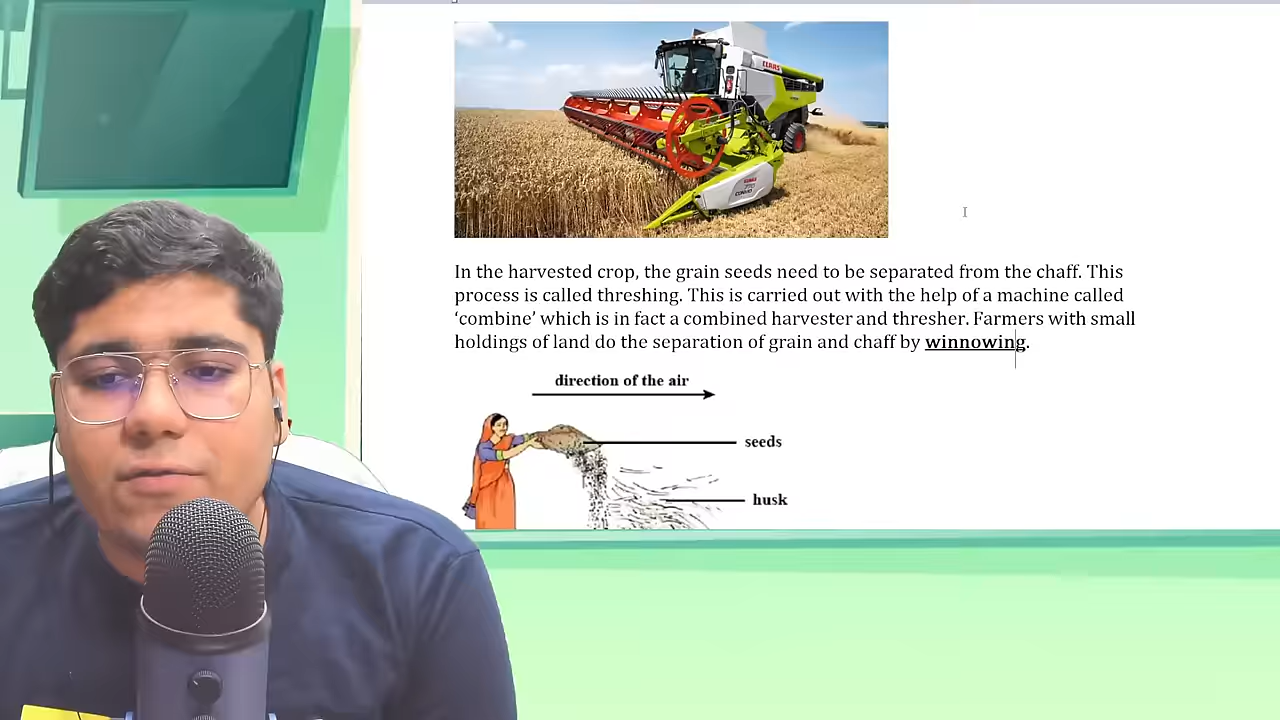 CLAAS
In the harvested crop, the grain seeds need to be separated from the chaff. This
process is called threshing. This is carried out with the help of a machine called
‘combine’ which is in fact a combined harvester and thresher. Farmers with small
holdings of land do the separation of grain and chaff by winnowing.
direction of the air
seeds
husk